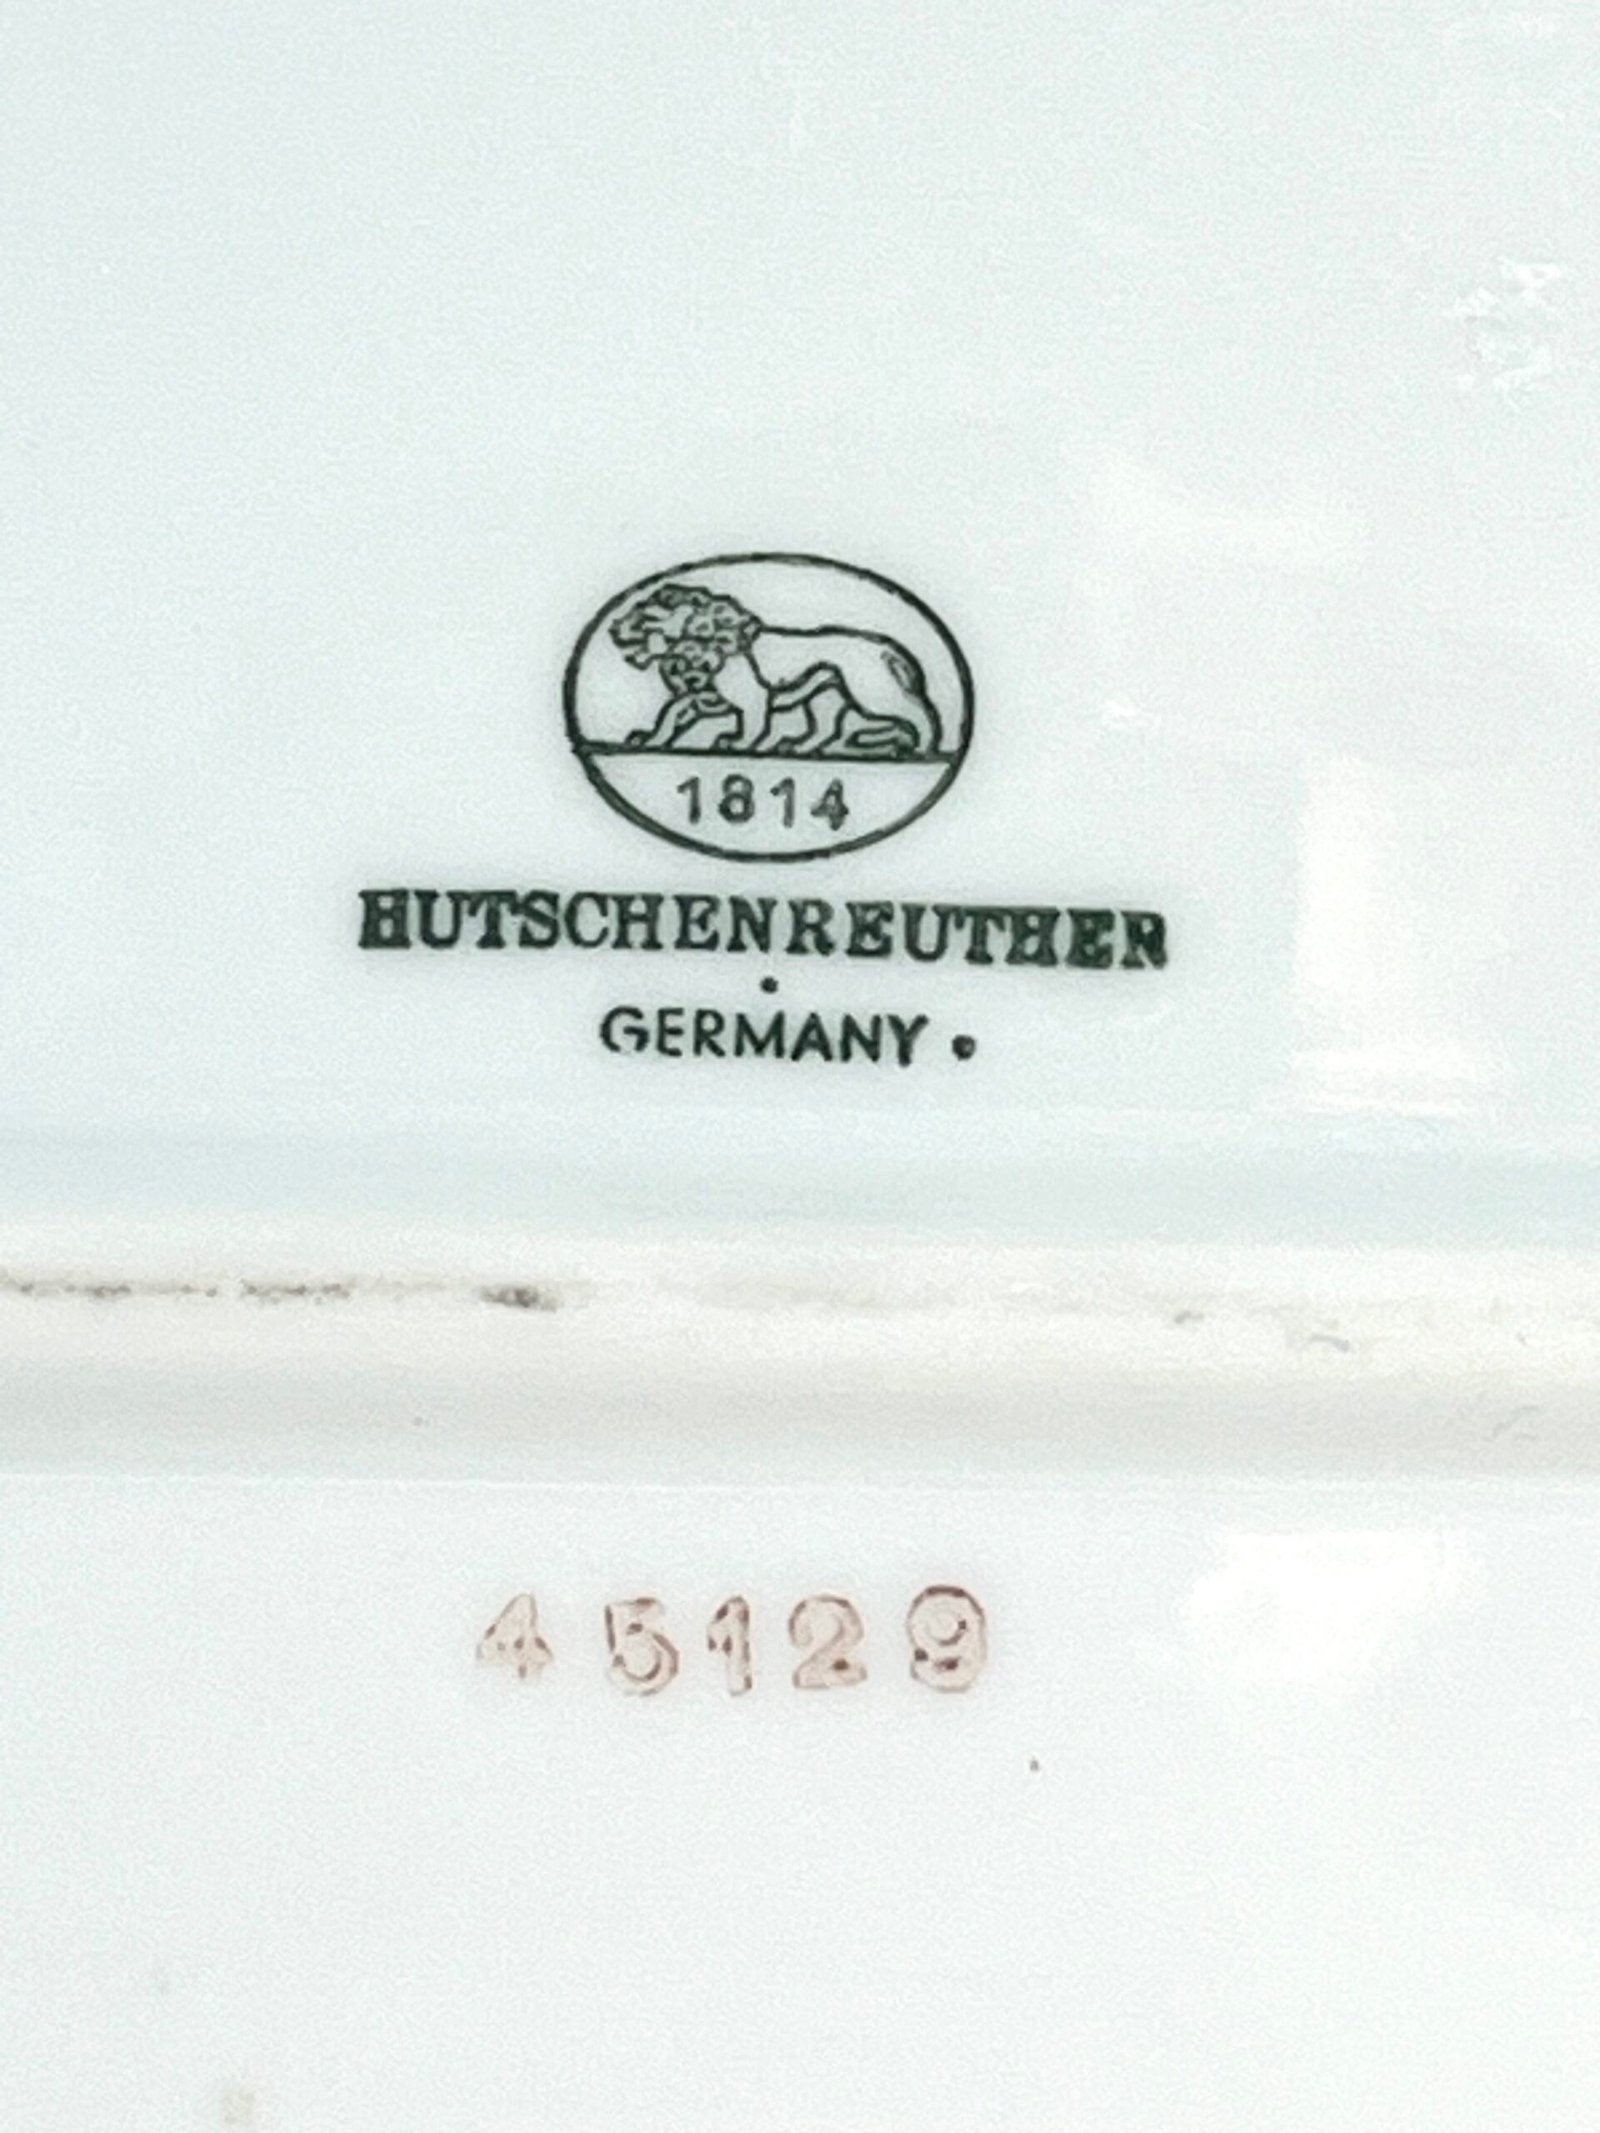 1814
HUTSCHENREUTHER
GERMANY
45129